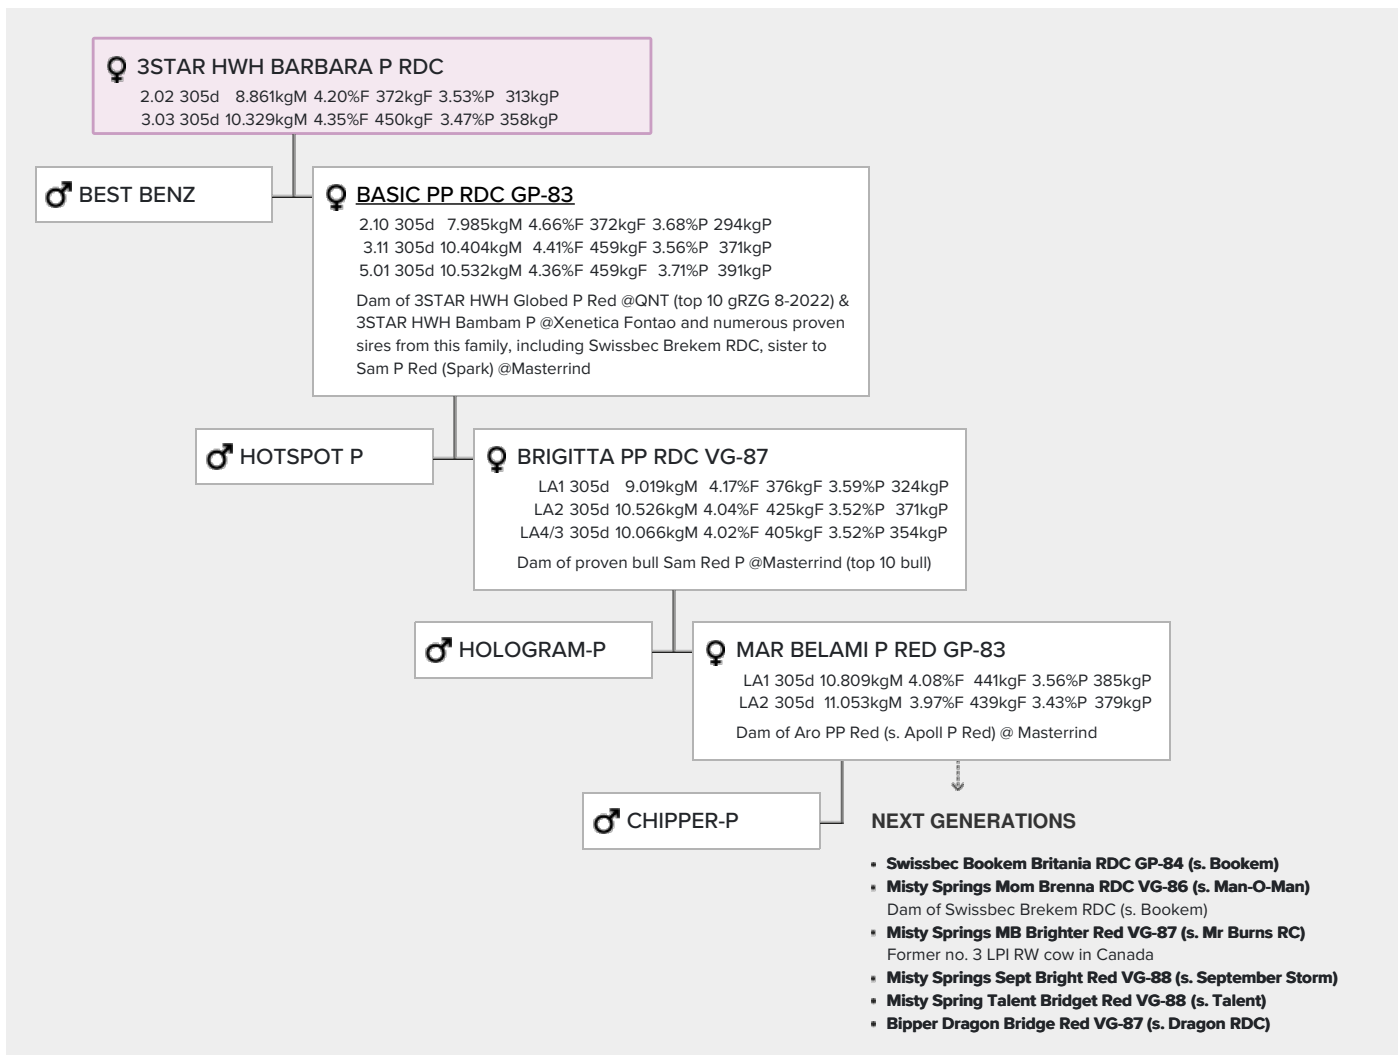 3STAR HWH BARBARA P RDC
2.02 305d 8.861kgM 4.20%F 372kgF 3.53%P 313kgP
3.03 305d 10.329kgM 4.35%F 450kgF 3.47%P 358kgP
BEST BENZ
BASIC PP RDC GP-83
2.10 305d 7.985kgM 4.66%F 372kgF 3.68%P 294kgP
3.11 305d 10.404kgM 4.41%F 459kgF 3.56%P 371kgP
5.01 305d 10.532kgM 4.36%F 459kgF 3.71%P 391kgP
Dam of 3STAR HWH Globed P Red @QNT (top 10 gRZG 8-2022) &
3STAR HWH Bambam P @Xenetica Fontao and numerous proven
sires from this family, including Swissbec Brekem RDC, sister to
Sam P Red (Spark) @Masterrind
HOTSPOT P
BRIGITTA PP RDC VG-87
LA1 305d 9.019kgM 4.17%F 376kgF 3.59%P 324kgP
LA2 305d 10.526kgM 4.04%F 425kgF 3.52%P 371kgP
LA4/3 305d 10.066kgM 4.02%F 405kgF 3.52%P 354kgP
Dam of proven bull Sam Red P @Masterrind (top 10 bull)
HOLOGRAM-P
MAR BELAMI P RED GP-83
LA1 305d 10.809kgM 4.08%F 441kgF 3.56%P 385kgP
LA2 305d 11.053kgM 3.97%F 439kgF 3.43%P 379kgP
Dam of Aro PP Red (s. Apoll P Red) @ Masterrind
CHIPPER-P
NEXT GENERATIONS
Swissbec Bookem Britania RDC GP-84 (s. Bookem)
Misty Springs Mom Brenna RDC VG-86 (s. Man-O-Man)
Dam of Swissbec Brekem RDC (s. Bookem)
Misty Springs MB Brighter Red VG-87 (s. Mr Burns RC)
Former no. 3 LPI RW cow in Canada
Misty Springs Sept Bright Red VG-88 (s. September Storm)
Misty Spring Talent Bridget Red VG-88 (s. Talent)
Bipper Dragon Bridge Red VG-87 (s. Dragon RDC)